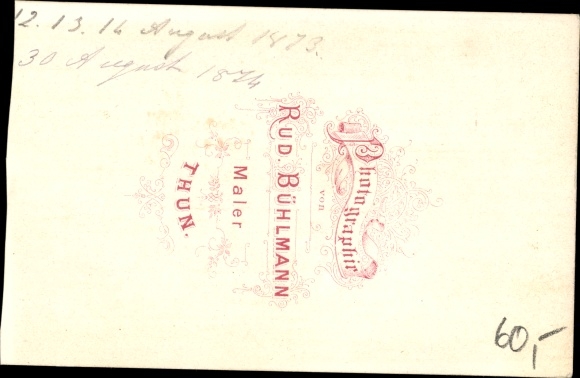 12. 13. 14 August 1873.
30 August 1874
Photographie
von
RUD. BÜHLMANN
Maler
THUN.
60,-